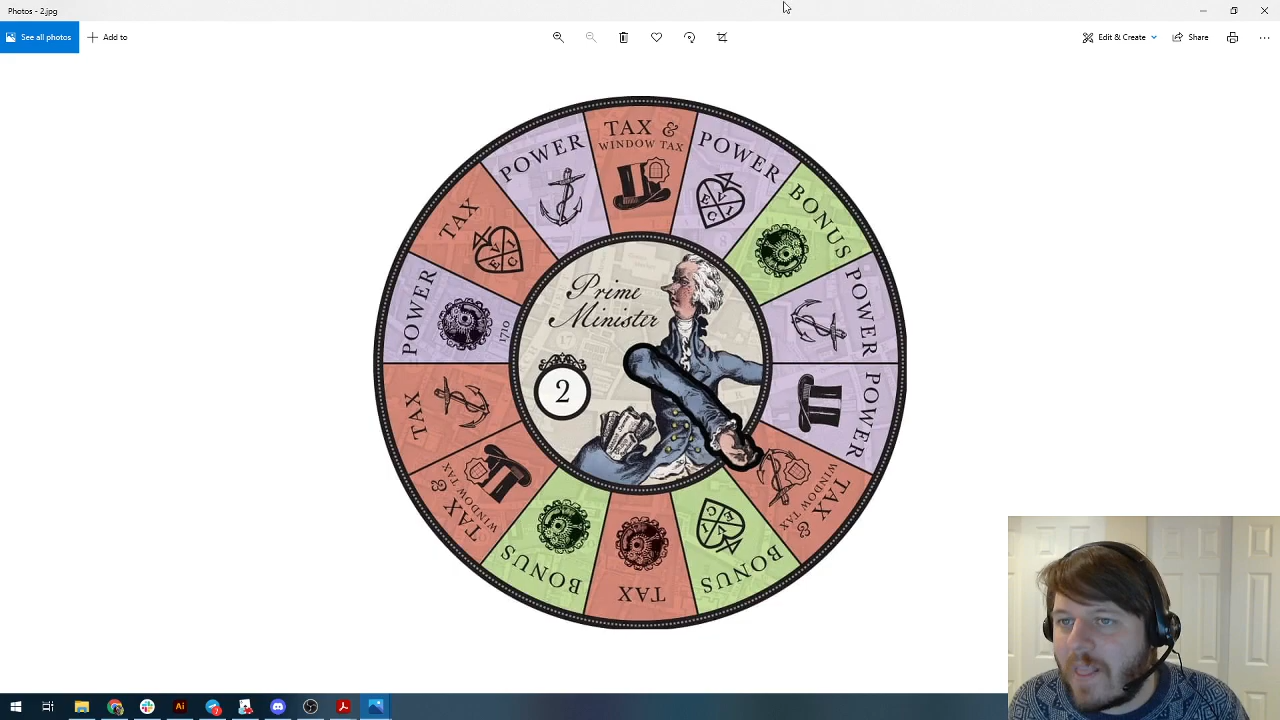 Photos - 2.jpg
See all photos
Add to
Edit & Create
Share
TAX &
WINDOW TAX
POWER
E V C I
BONUS
POWER
POWER
TAX &
WINDOW TAX
BONUS
E V C I
TAX
BONUS
TAX &
WINDOW TAX
TAX
POWER
1710
TAX
E V C I
POWER
Prime
Minister
2